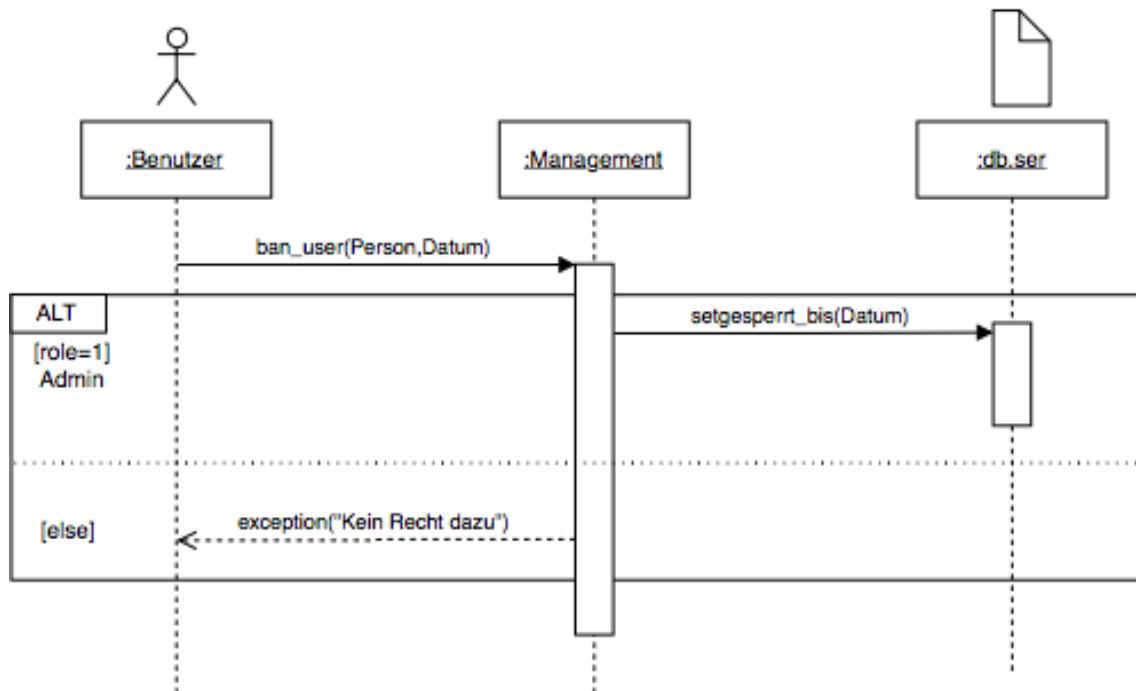 :Benutzer
:Management
:db.ser
ban_user(Person,Datum)
ALT
setgesperrt_bis(Datum)
[role=1]
Admin
exception("Kein Recht dazu")
[else]